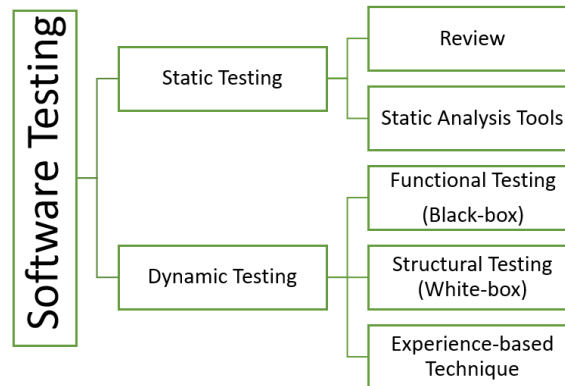 Software Testing
Static Testing
Review
Static Analysis Tools
Dynamic Testing
Functional Testing
(Black-box)
Structural Testing
(White-box)
Experience-based
Technique